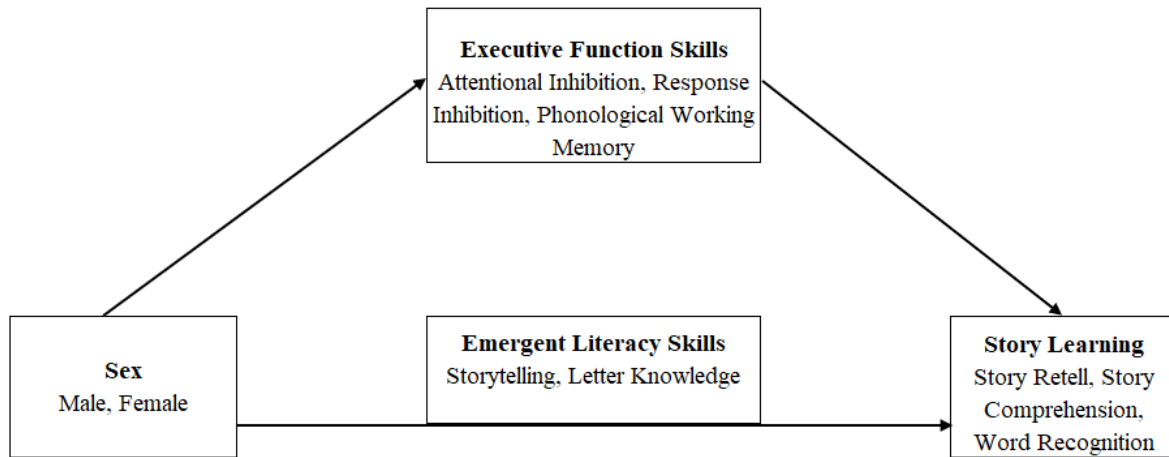 Executive Function Skills
Attentional Inhibition, Response
Inhibition, Phonological Working
Memory
Sex
Male, Female
Emergent Literacy Skills
Storytelling, Letter Knowledge
Story Learning
Story Retell, Story
Comprehension,
Word Recognition